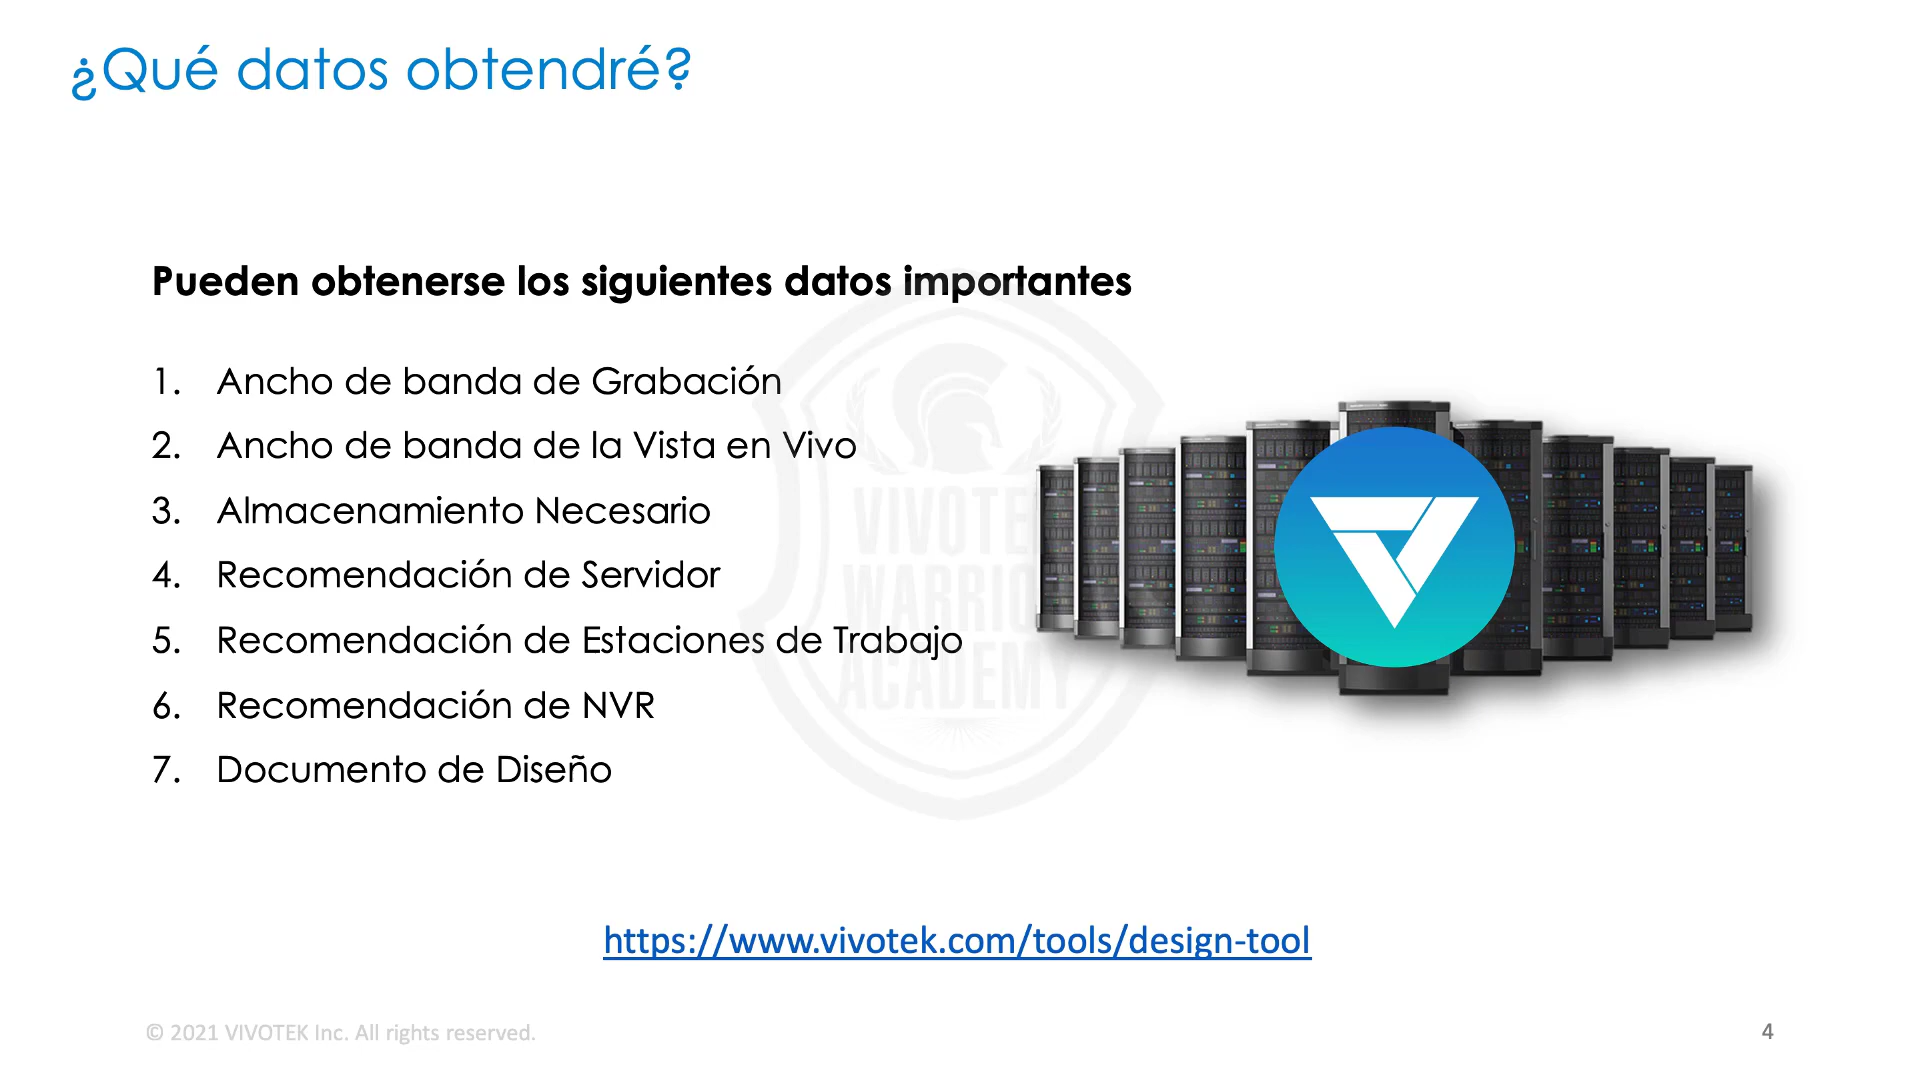 ¿Qué datos obtendré?
Pueden obtenerse los siguientes datos importantes
1. Ancho de banda de Grabación
2. Ancho de banda de la Vista en Vivo
3. Almacenamiento Necesario
4. Recomendación de Servidor
5. Recomendación de Estaciones de Trabajo
6. Recomendación de NVR
7. Documento de Diseño
VIVOTEK
WARRIOR
ACADEMY
https://www.vivotek.com/tools/design-tool
© 2021 VIVOTEK Inc. All rights reserved.
4